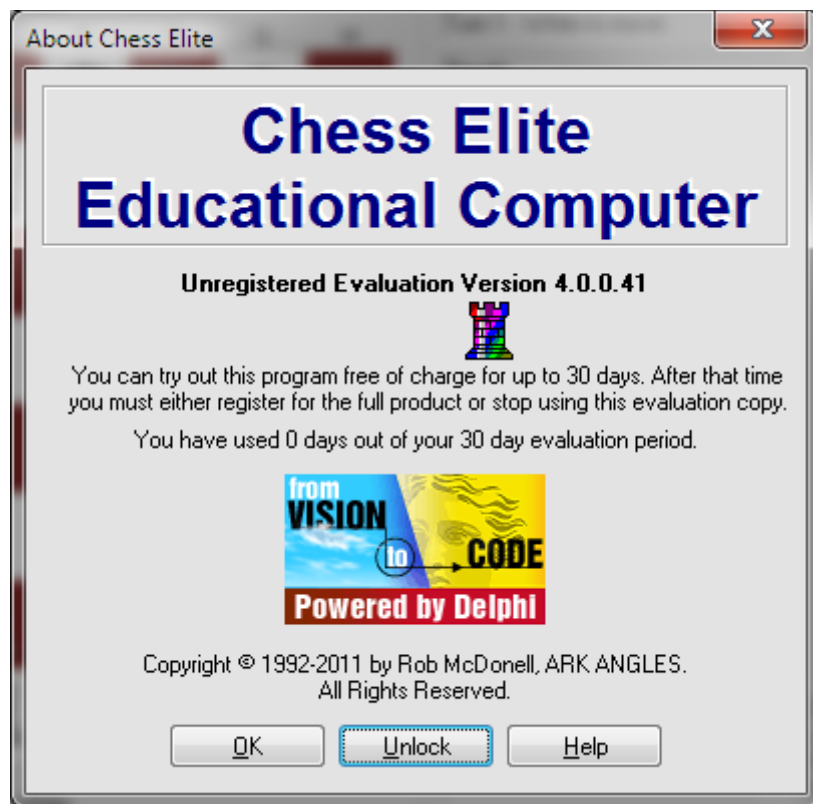 About Chess Elite
Chess Elite
Educational Computer
Unregistered Evaluation Version 4.0.0.41
You can try out this program free of charge for up to 30 days. After that time
you must either register for the full product or stop using this evaluation copy.
You have used 0 days out of your 30 day evaluation period.
from
VISION
to
CODE
Powered by Delphi
Copyright © 1992-2011 by Rob McDonell, ARK ANGLES.
All Rights Reserved.
OK
Unlock
Help